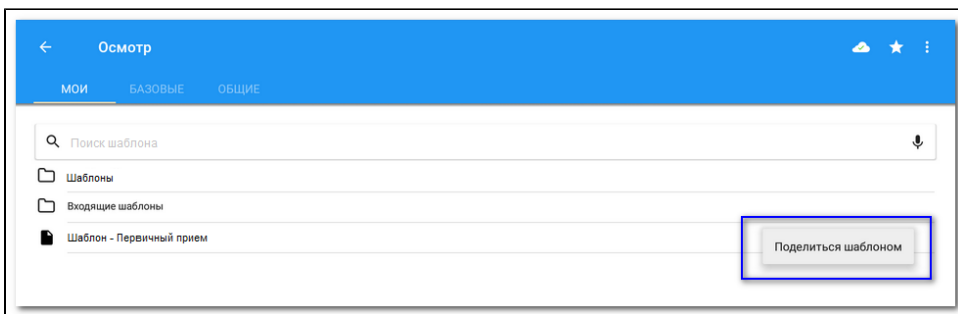 Осмотр
МОИ БАЗОВЫЕ ОБЩИЕ
Поиск шаблона
Шаблоны
Входящие шаблоны
Шаблон - Первичный прием
Поделиться шаблоном